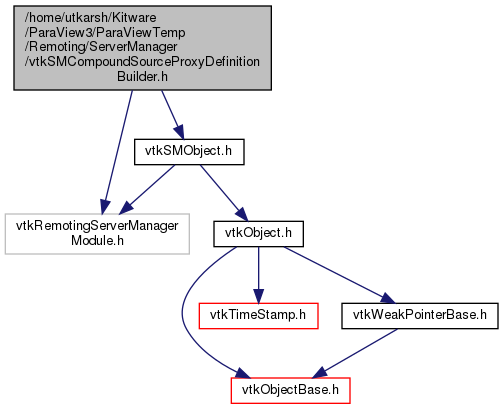 /home/utkarsh/Kitware
/ParaView3/ParaViewTemp
/Remoting/ServerManager
/vtkSMCompoundSourceProxyDefinition
Builder.h
vtkSMObject.h
vtkRemotingServerManager
Module.h
vtkObject.h
vtkTimeStamp.h
vtkWeakPointerBase.h
vtkObjectBase.h